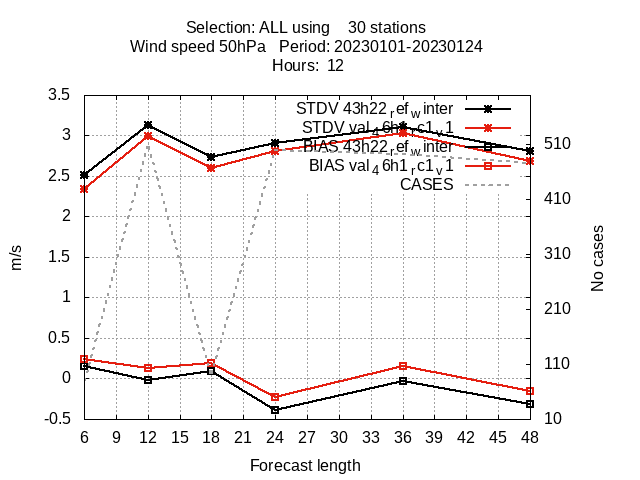 Selection: ALL using    30 stations
Wind speed 50hPa   Period: 20230101-20230124
Hours:  12
STDV 43h22_ref_winter
STDV val_46h1_rc1_v1
BIAS 43h22_ref_winter
BIAS val_46h1_rc1_v1
CASES
3.5
3
2.5
2
1.5
1
0.5
0
-0.5
m/s
510
410
310
210
110
10
No cases
6 9 12 15 18 21 24 27 30 33 36 39 42 45 48
Forecast length